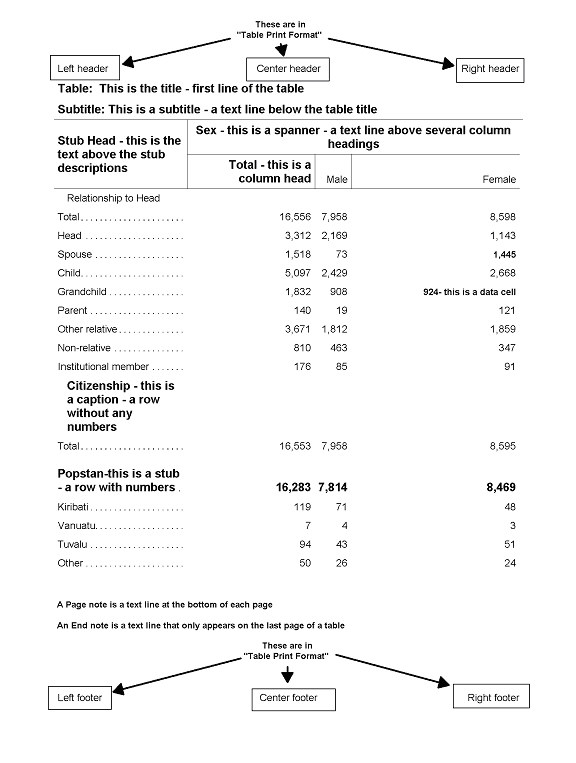 These are in
"Table Print Format"
Left header Center header Right header
Table: This is the title - first line of the table
Subtitle: This is a subtitle - a text line below the table title
Stub Head - this is the
text above the stub
descriptions
Sex - this is a spanner - a text line above several column
headings
Total - this is a
column head Male Female
Relationship to Head
Total...................... 16,556 7,958 8,598
Head .................... 3,312 2,169 1,143
Spouse .................. 1,518 73 1,445
Child...................... 5,097 2,429 2,668
Grandchild ............... 1,832 908 924- this is a data cell
Parent ................... 140 19 121
Other relative............. 3,671 1,812 1,859
Non-relative .............. 810 463 347
Institutional member ....... 176 85 91
Citizenship - this is
a caption - a row
without any
numbers
Total...................... 16,553 7,958 8,595
Popstan-this is a stub
- a row with numbers . 16,283 7,814 8,469
Kiribati.................... 119 71 48
Vanuatu.................. 7 4 3
Tuvalu ................... 94 43 51
Other .................... 50 26 24
A Page note is a text line at the bottom of each page
An End note is a text line that only appears on the last page of a table
These are in
"Table Print Format"
Left footer Center footer Right footer